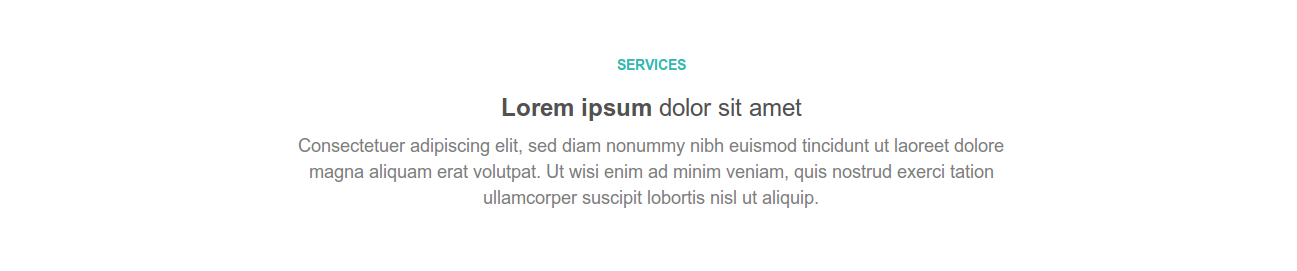 SERVICES
Lorem ipsum dolor sit amet
Consectetuer adipiscing elit, sed diam nonummy nibh euismod tincidunt ut laoreet dolore
magna aliquam erat volutpat. Ut wisi enim ad minim veniam, quis nostrud exerci tation
ullamcorper suscipit lobortis nisl ut aliquip.